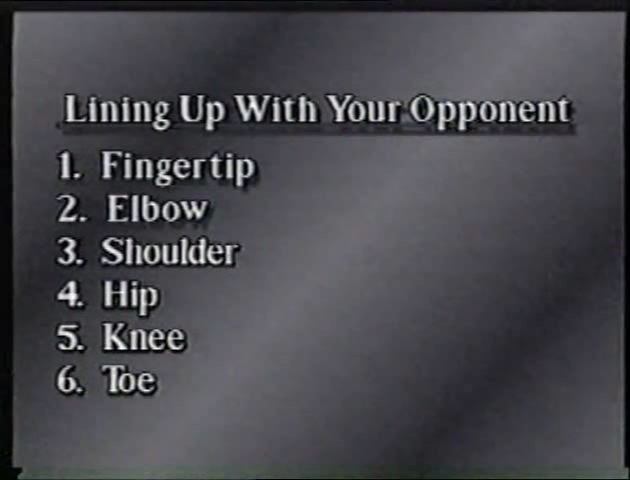 Lining Up With Your Opponent
1. Fingertip
2. Elbow
3. Shoulder
4. Hip
5. Knee
6. Toe